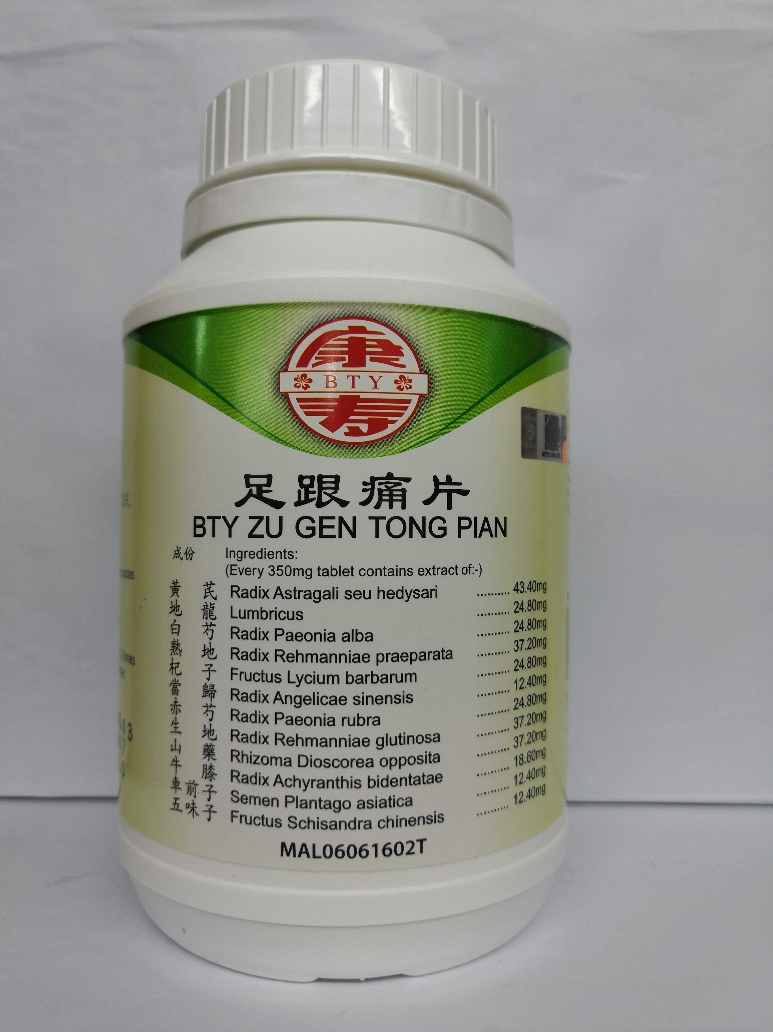 康
BTY
寿
足跟痛片
BTY ZU GEN TONG PIAN
成份 Ingredients:
(Every 350mg tablet contains extract of:-)
黃芪 Radix Astragali seu hedysari .......... 43.40mg
地龍 Lumbricus .......... 24.80mg
白芍 Radix Paeonia alba .......... 24.80mg
熟地 Radix Rehmanniae praeparata .......... 37.20mg
杞子 Fructus Lycium barbarum .......... 24.80mg
當歸 Radix Angelicae sinensis .......... 12.40mg
赤芍 Radix Paeonia rubra .......... 24.80mg
生地 Radix Rehmanniae glutinosa .......... 37.20mg
山藥 Rhizoma Dioscorea opposita .......... 37.20mg
牛膝 Radix Achyranthis bidentatae .......... 18.60mg
車前子 Semen Plantago asiatica .......... 12.40mg
五味子 Fructus Schisandra chinensis .......... 12.40mg
MAL06061602T